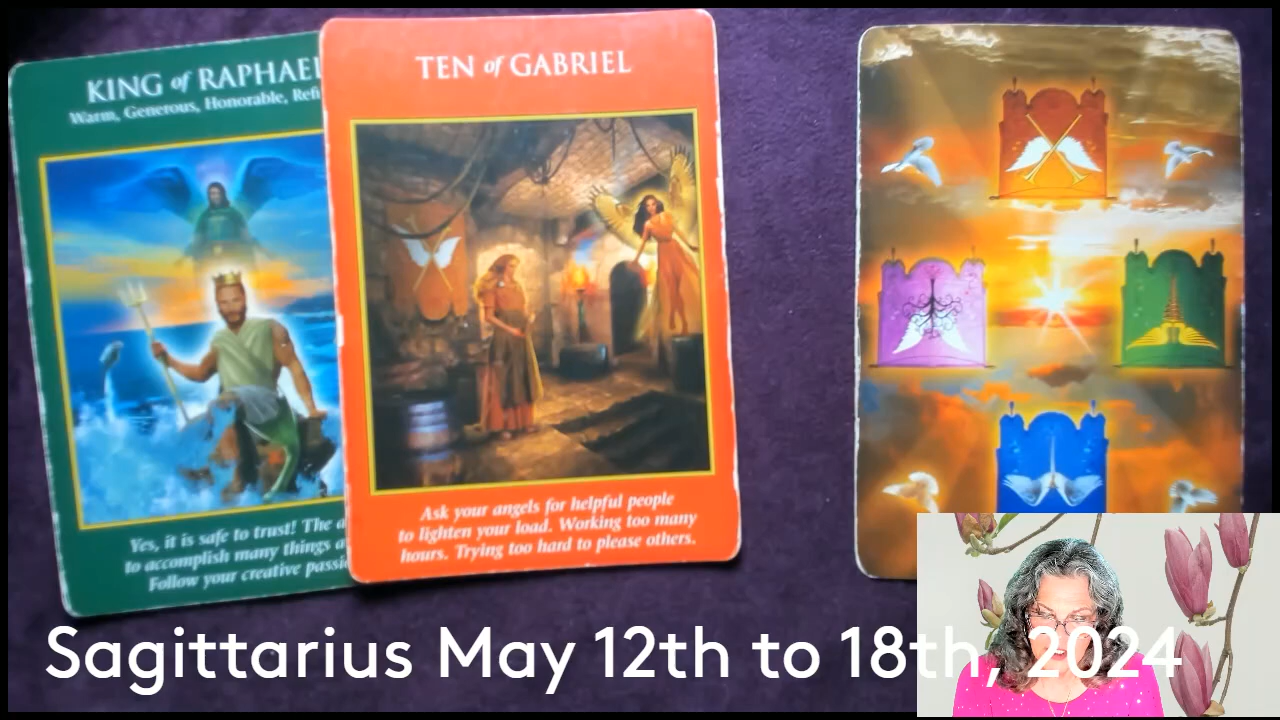 KING of RAPHAEL
Warm, Generous, Honorable,
Yes, it is safe to trust! The
to accomplish many things
Follow your creative
TEN of GABRIEL
Ask your angels for helpful people
to lighten your load. Working too many
hours. Trying too hard to please others.
Sagittarius May 12th to 18th, 2024